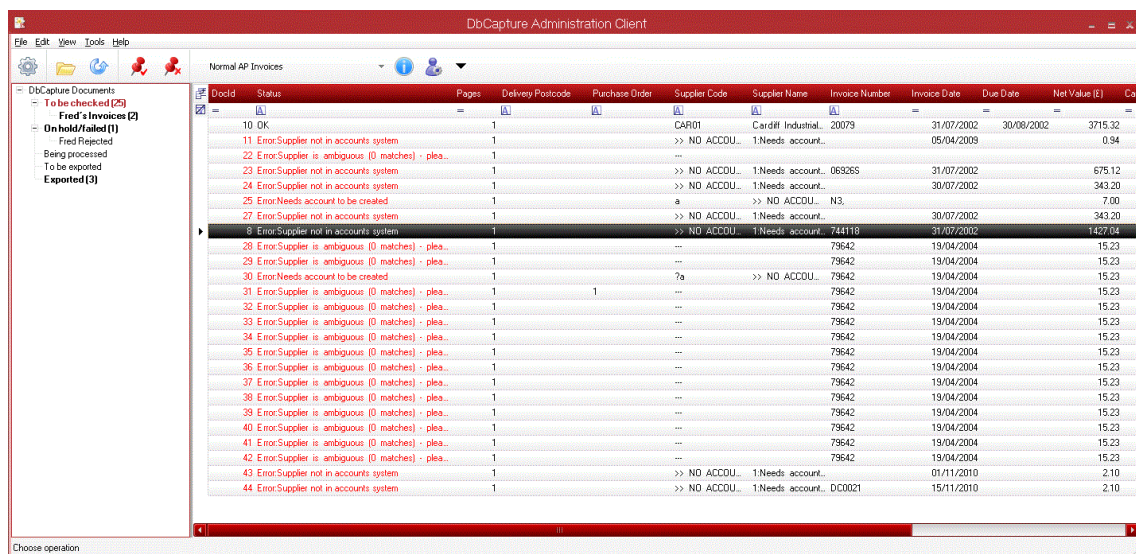 DbCapture Administration Client
File Edit View Tools Help
Normal AP Invoices
DbCapture Documents
To be checked (25)
Fred's Invoices (2)
On hold/failed (1)
Fred Rejected
Being processed
To be exported
Exported (3)
DocId Status Pages Delivery Postcode Purchase Order Supplier Code Supplier Name Invoice Number Invoice Date Due Date Net Value (£) Ca
= A = A A A A A = = =
10 OK 1 CAR01 Cardiff Industrial... 20079 31/07/2002 30/08/2002 3715.32
11 Error:Supplier not in accounts system 1 >> NO ACCOU... 1:Needs account... 05/04/2009 0.94
22 Error:Supplier is ambiguous (0 matches) - plea... 1 ---
23 Error:Supplier not in accounts system 1 >> NO ACCOU... 1:Needs account... 06926S 31/07/2002 675.12
24 Error:Supplier not in accounts system 1 >> NO ACCOU... 1:Needs account... 30/07/2002 343.20
25 Error:Needs account to be created 1 a >> NO ACCOU... N3, 7.00
27 Error:Supplier not in accounts system 1 >> NO ACCOU... 1:Needs account... 30/07/2002 343.20
8 Error:Supplier not in accounts system 1 >> NO ACCOU... 1:Needs account... 744118 31/07/2002 1427.04
28 Error:Supplier is ambiguous (0 matches) - plea... 1 --- 79642 19/04/2004 15.23
29 Error:Supplier is ambiguous (0 matches) - plea... 1 --- 79642 19/04/2004 15.23
30 Error:Needs account to be created 1 ?a >> NO ACCOU... 79642 19/04/2004 15.23
31 Error:Supplier is ambiguous (0 matches) - plea... 1 1 --- 79642 19/04/2004 15.23
32 Error:Supplier is ambiguous (0 matches) - plea... 1 --- 79642 19/04/2004 15.23
33 Error:Supplier is ambiguous (0 matches) - plea... 1 --- 79642 19/04/2004 15.23
34 Error:Supplier is ambiguous (0 matches) - plea... 1 --- 79642 19/04/2004 15.23
35 Error:Supplier is ambiguous (0 matches) - plea... 1 --- 79642 19/04/2004 15.23
36 Error:Supplier is ambiguous (0 matches) - plea... 1 --- 79642 19/04/2004 15.23
37 Error:Supplier is ambiguous (0 matches) - plea... 1 --- 79642 19/04/2004 15.23
38 Error:Supplier is ambiguous (0 matches) - plea... 1 --- 79642 19/04/2004 15.23
39 Error:Supplier is ambiguous (0 matches) - plea... 1 --- 79642 19/04/2004 15.23
40 Error:Supplier is ambiguous (0 matches) - plea... 1 --- 79642 19/04/2004 15.23
41 Error:Supplier is ambiguous (0 matches) - plea... 1 --- 79642 19/04/2004 15.23
42 Error:Supplier is ambiguous (0 matches) - plea... 1 --- 79642 19/04/2004 15.23
43 Error:Supplier not in accounts system 1 >> NO ACCOU... 1:Needs account... 01/11/2010 2.10
44 Error:Supplier not in accounts system 1 >> NO ACCOU... 1:Needs account... DC0021 15/11/2010 2.10
Choose operation